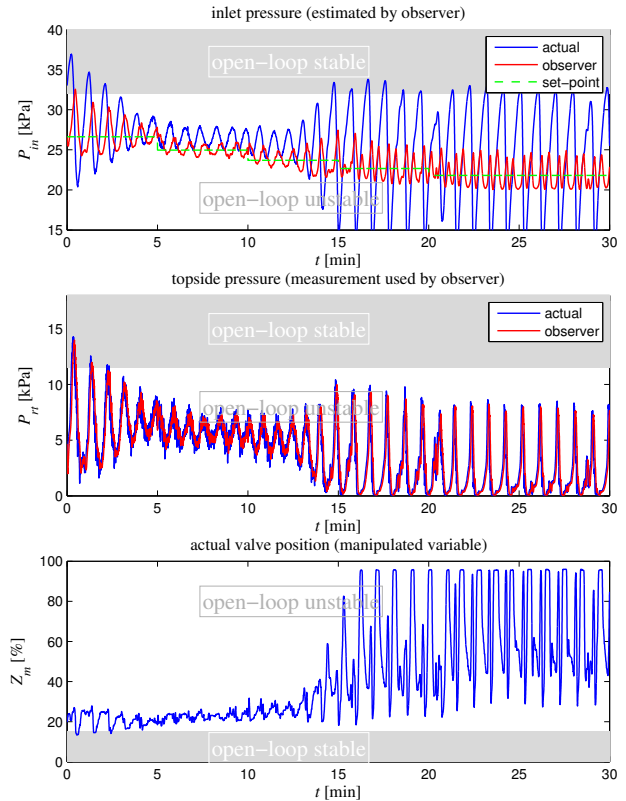 inlet pressure (estimated by observer)
40
35
30
25
20
15
P_in [kPa]
open-loop stable
actual
observer
set-point
open-loop unstable
0 5 10 15 20 25 30
t [min]
topside pressure (measurement used by observer)
15
10
5
0
P_rt [kPa]
open-loop stable
actual
observer
open-loop unstable
0 5 10 15 20 25 30
t [min]
actual valve position (manipulated variable)
100
80
60
40
20
0
Z_m [%]
open-loop unstable
open-loop stable
0 5 10 15 20 25 30
t [min]